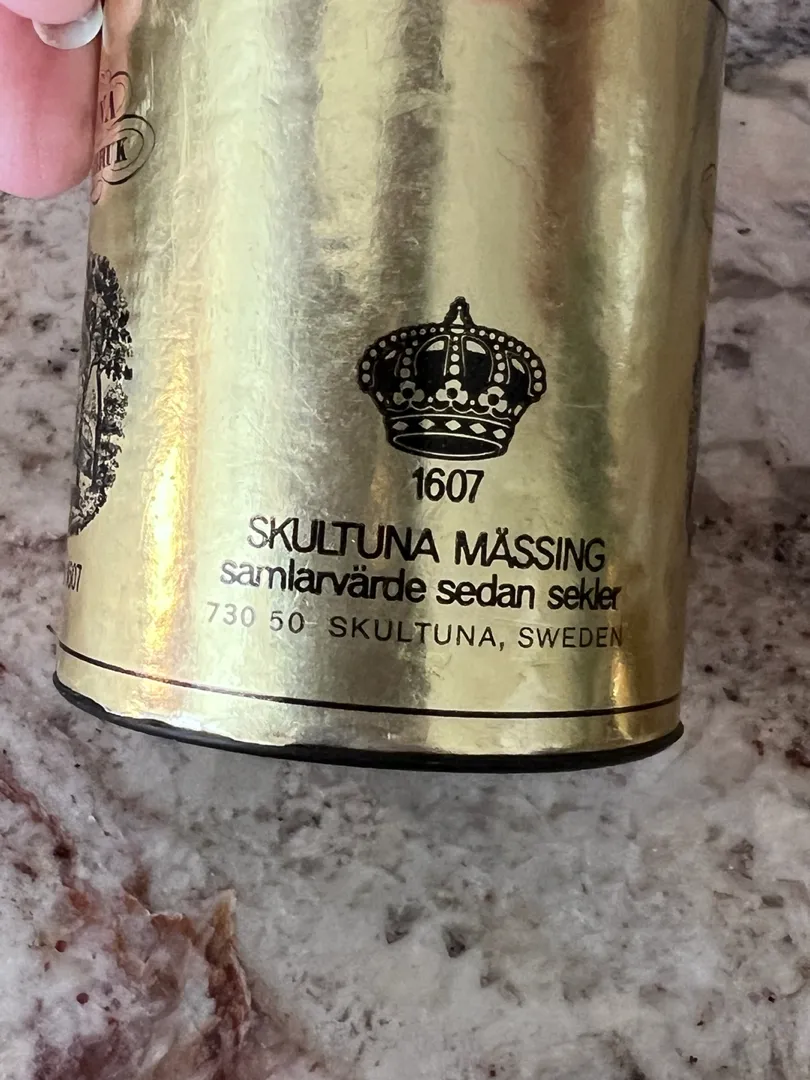 1607
SKULTUNA MÄSSING
samlarvärde sedan sekler
730 50 SKULTUNA, SWEDEN